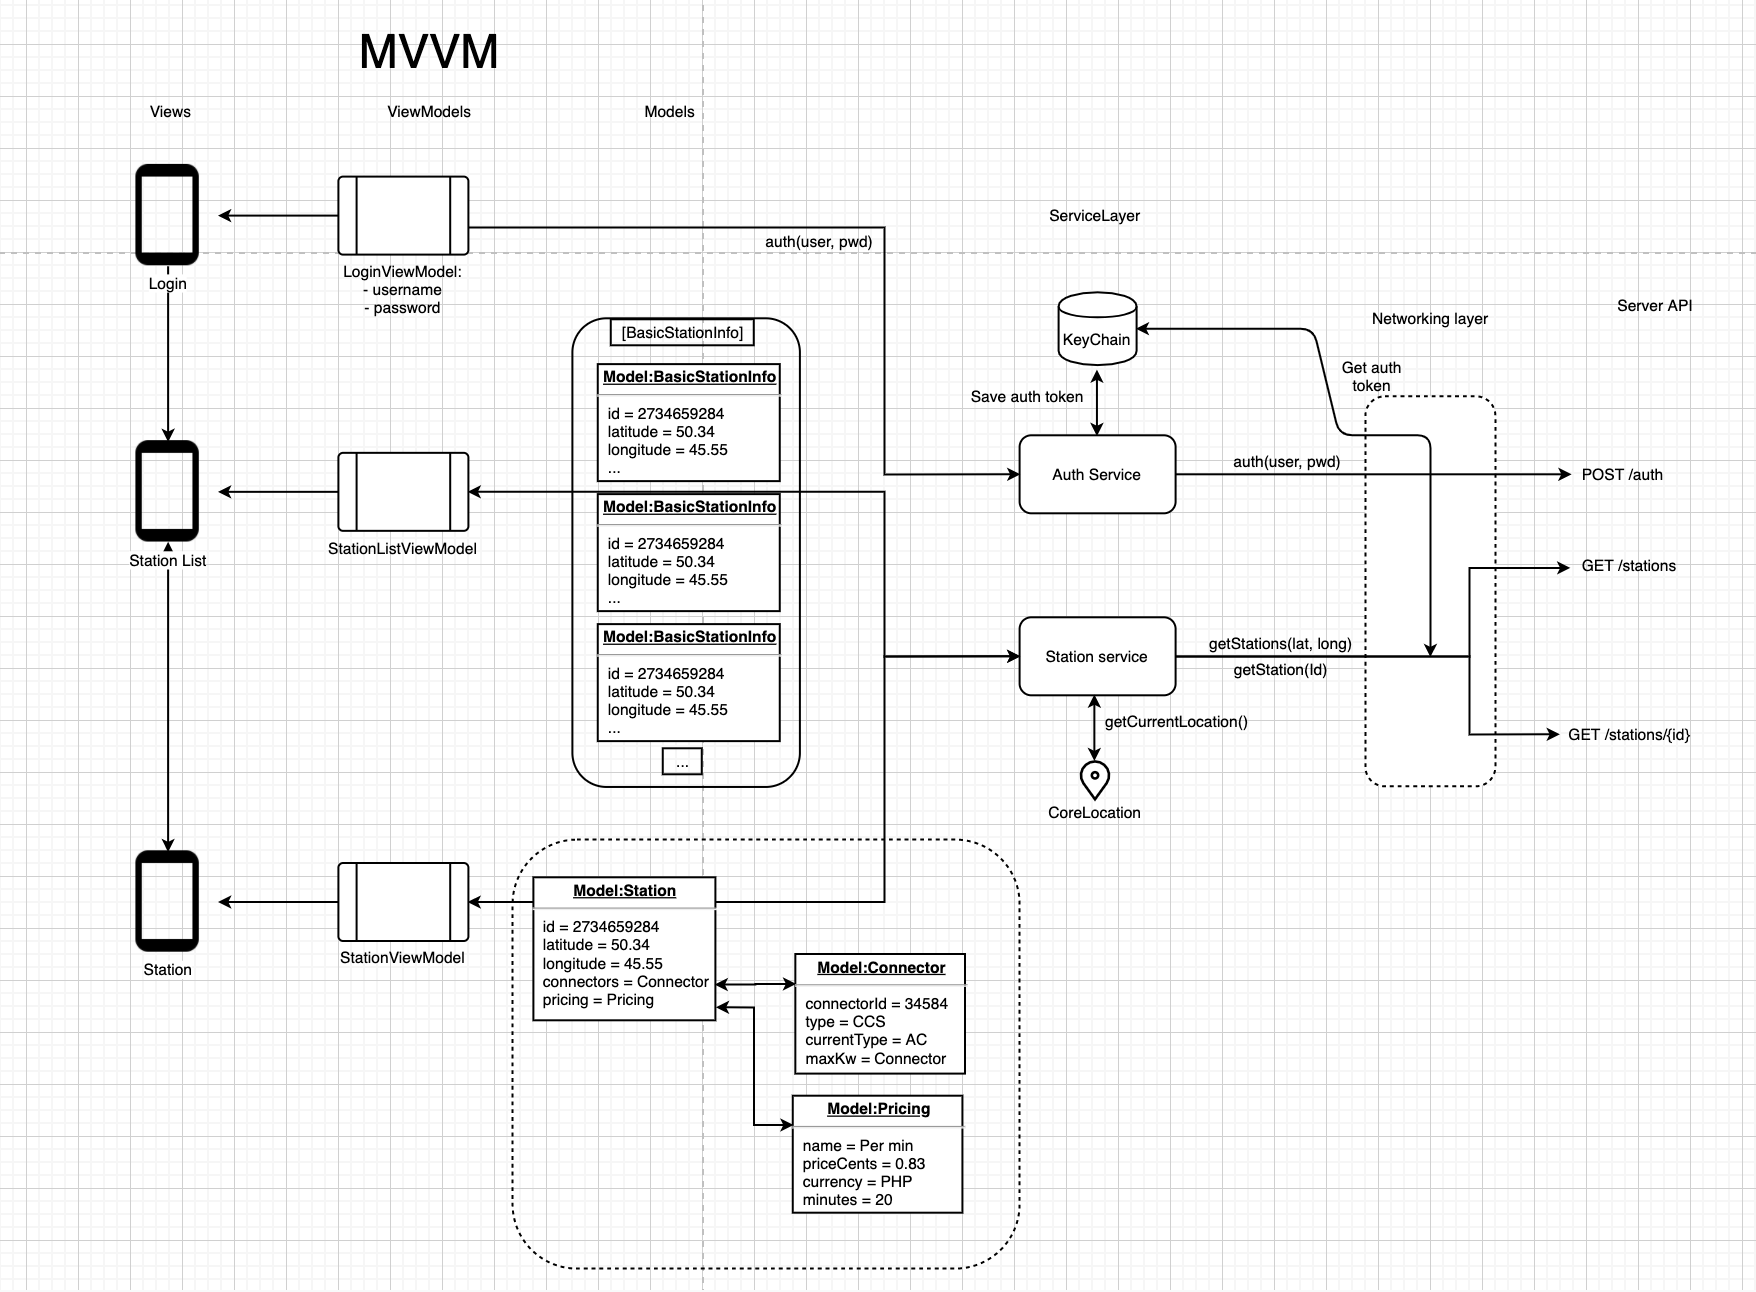 MVVM
Views
ViewModels
Models
ServiceLayer
Networking layer
Server API
Login
LoginViewModel:
- username
- password
auth(user, pwd)
[BasicStationInfo]
Model:BasicStationInfo
id = 2734659284
latitude = 50.34
longitude = 45.55
...
Model:BasicStationInfo
id = 2734659284
latitude = 50.34
longitude = 45.55
...
Model:BasicStationInfo
id = 2734659284
latitude = 50.34
longitude = 45.55
...
...
KeyChain
Get auth
token
Save auth token
Auth Service
auth(user, pwd)
POST /auth
Station List
StationListViewModel
GET /stations
Station service
getStations(lat, long)
getStation(Id)
getCurrentLocation()
GET /stations/{id}
CoreLocation
Station
StationViewModel
Model:Station
id = 2734659284
latitude = 50.34
longitude = 45.55
connectors = Connector
pricing = Pricing
Model:Connector
connectorId = 34584
type = CCS
currentType = AC
maxKw = Connector
Model:Pricing
name = Per min
priceCents = 0.83
currency = PHP
minutes = 20